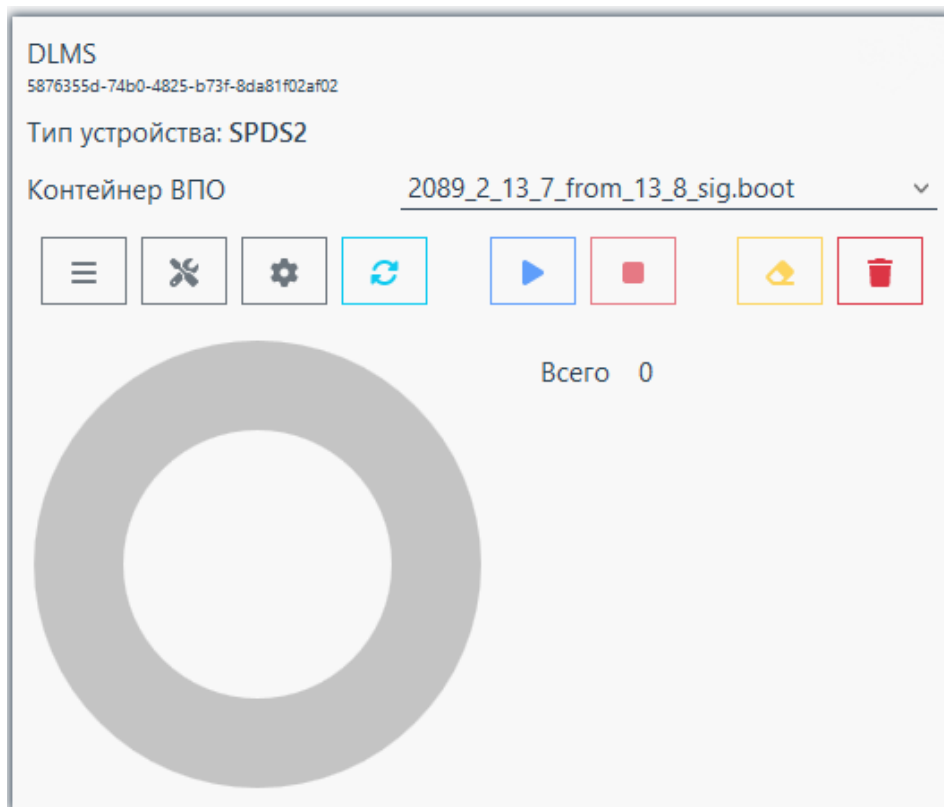 DLMS
5876355d-74b0-4825-b73f-8da81f02af02
Тип устройства: SPDS2
Контейнер ВПО 2089_2_13_7_from_13_8_sig.boot
Всего 0